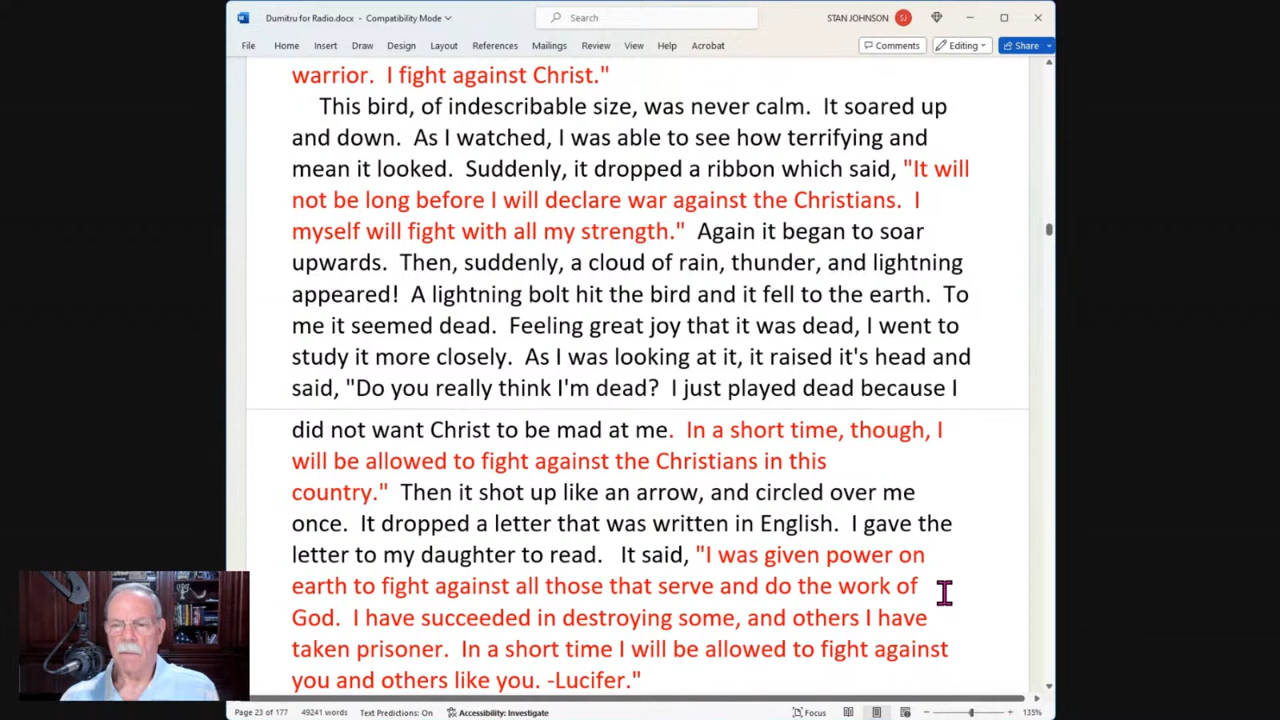 Dumitru for Radio.docx - Compatibility Mode
Search
STAN JOHNSON
SJ
File Home Insert Draw Design Layout References Mailings Review View Help Acrobat
Comments
Editing
Share
warrior.  I fight against Christ."
This bird, of indescribable size, was never calm.  It soared up
and down.  As I watched, I was able to see how terrifying and
mean it looked.  Suddenly, it dropped a ribbon which said, "It will
not be long before I will declare war against the Christians.  I
myself will fight with all my strength."  Again it began to soar
upwards.  Then, suddenly, a cloud of rain, thunder, and lightning
appeared!  A lightning bolt hit the bird and it fell to the earth.  To
me it seemed dead.  Feeling great joy that it was dead, I went to
study it more closely.  As I was looking at it, it raised it's head and
said, "Do you really think I'm dead?  I just played dead because I
did not want Christ to be mad at me.  In a short time, though, I
will be allowed to fight against the Christians in this
country."  Then it shot up like an arrow, and circled over me
once.  It dropped a letter that was written in English.  I gave the
letter to my daughter to read.   It said, "I was given power on
earth to fight against all those that serve and do the work of
God.  I have succeeded in destroying some, and others I have
taken prisoner.  In a short time I will be allowed to fight against
you and others like you. -Lucifer."
Page 23 of 177
49241 words
Text Predictions: On
Accessibility: Investigate
Focus
135%